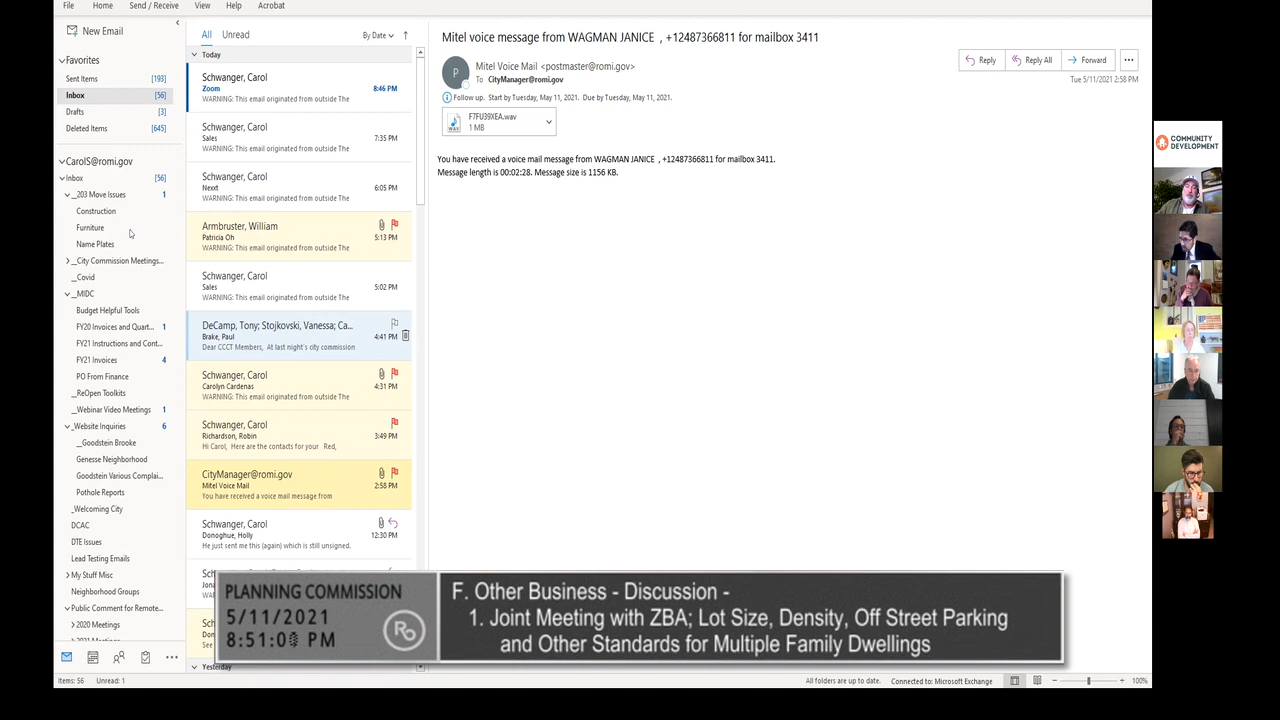 File Home Send / Receive View Help Acrobat
New Email
Favorites
Sent Items [193]
Inbox [56]
Drafts [3]
Deleted Items [645]
CarolS@romi.gov
Inbox [56]
__203 Move Issues 1
Construction
Furniture
Name Plates
__City Commission Meetings...
__Covid
__MIDC
Budget Helpful Tools
FY20 Invoices and Quart... 1
FY21 Instructions and Cont...
FY21 Invoices 4
PO From Finance
__ReOpen Toolkits
__Webinar Video Meetings 1
_Website Inquiries 6
__Goodstein Brooke
Genesse Neighborhood
Goodstein Various Complai...
Pothole Reports
_Welcoming City
DCAC
DTE Issues
Lead Testing Emails
My Stuff Misc
Neighborhood Groups
Public Comment for Remote...
2020 Meetings
2021 Meetings
All Unread By Date
Today
Schwanger, Carol
Zoom 8:46 PM
WARNING: This email originated from outside The
Schwanger, Carol
Sales 7:35 PM
WARNING: This email originated from outside The
Schwanger, Carol
Nexxt 6:05 PM
WARNING: This email originated from outside The
Armbruster, William
Patricia Oh 5:13 PM
WARNING: This email originated from outside The
Schwanger, Carol
Sales 5:02 PM
WARNING: This email originated from outside The
DeCamp, Tony; Stojkovski, Vanessa; Ca...
Brake, Paul 4:41 PM
Dear CCCT Members, At last night's city commission
Schwanger, Carol
Carolyn Cardenas 4:31 PM
WARNING: This email originated from outside The
Schwanger, Carol
Richardson, Robin 3:49 PM
Hi Carol, Here are the contacts for your Red,
CityManager@romi.gov
Mitel Voice Mail 2:58 PM
You have received a voice mail message from
Schwanger, Carol
Donoghue, Holly 12:30 PM
He just sent me this (again) which is still unsigned.
Yesterday
Mitel voice message from WAGMAN JANICE , +12487366811 for mailbox 3411
P
Mitel Voice Mail <postmaster@romi.gov>
To CityManager@romi.gov
Reply Reply All Forward
Tue 5/11/2021 2:58 PM
Follow up. Start by Tuesday, May 11, 2021. Due by Tuesday, May 11, 2021.
WAV
F7FU39XEA.wav
1 MB
You have received a voice mail message from WAGMAN JANICE , +12487366811 for mailbox 3411.
Message length is 00:02:28. Message size is 1156 KB.
COMMUNITY
DEVELOPMENT
PLANNING COMMISSION
5/11/2021
PM
Ro
F. Other Business - Discussion -
1. Joint Meeting with ZBA; Lot Size, Density, Off Street Parking
and Other Standards for Multiple Family Dwellings
Items: 56 Unread: 1 All folders are up to date. Connected to: Microsoft Exchange 100%